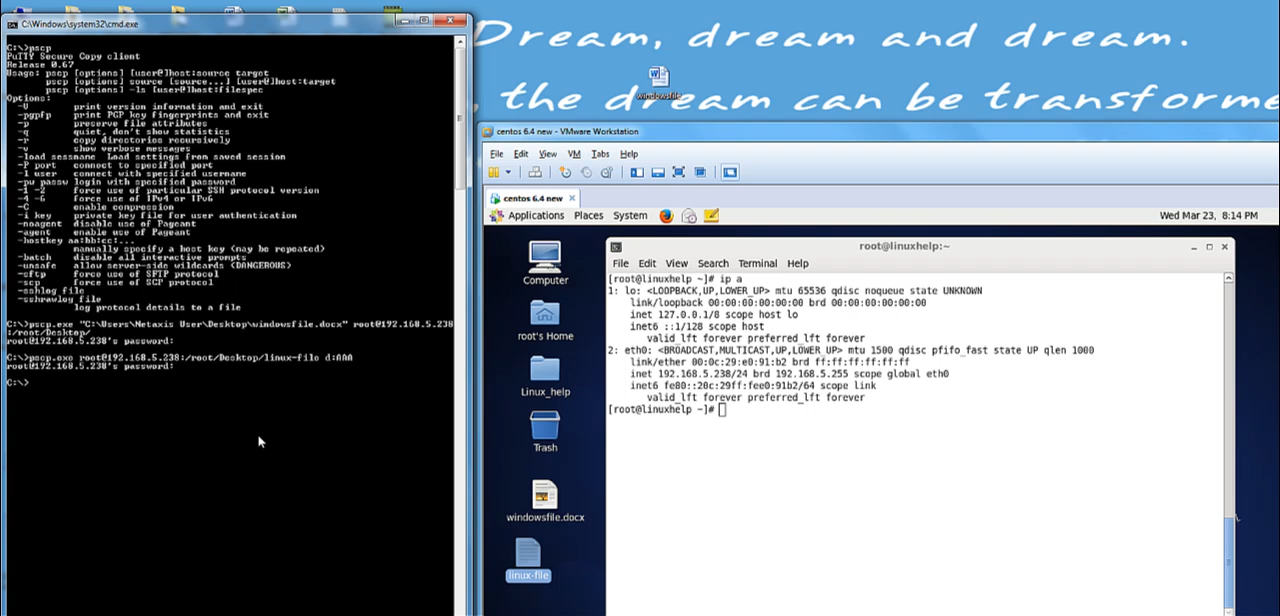 C:\Windows\system32\cmd.exe
C:\>pscp
PuTTY Secure Copy client
Release 0.67
Usage: pscp [options] [user@]host:source target
pscp [options] source [source...] [user@]host:target
pscp [options] -ls [user@]host:filespec
Options:
-V print version information and exit
-pgpfp print PGP key fingerprints and exit
-p preserve file attributes
-q quiet, don't show statistics
-r copy directories recursively
-v show verbose messages
-load sessname Load settings from saved session
-P port connect to specified port
-l user connect with specified username
-pw passw login with specified password
-1 -2 force use of particular SSH protocol version
-4 -6 force use of IPv4 or IPv6
-C enable compression
-i key private key file for user authentication
-noagent disable use of Pageant
-agent enable use of Pageant
-hostkey aa:bb:cc:...
manually specify a host key (may be repeated)
-batch disable all interactive prompts
-unsafe allow server-side wildcards (DANGEROUS)
-sftp force use of SFTP protocol
-scp force use of SCP protocol
-sshlog file
-sshrawlog file
log protocol details to a file
C:\>pscp.exe "C:\Users\Netaxis User\Desktop\windowsfile.docx" root@192.168.5.238
:/root/Desktop/
root@192.168.5.238's password:
C:\>pscp.exe root@192.168.5.238:/root/Desktop/linux-file d:AAA
root@192.168.5.238's password:
C:\>
Dream, dream and dream.
, the dream can be transforme
windowsfile
centos 6.4 new - VMware Workstation
File Edit View VM Tabs Help
centos 6.4 new
Applications Places System
Wed Mar 23, 8:14 PM
Computer
root's Home
Linux_help
Trash
windowsfile.docx
linux-file
root@linuxhelp:~
File Edit View Search Terminal Help
[root@linuxhelp ~]# ip a
1: lo: <LOOPBACK,UP,LOWER_UP> mtu 65536 qdisc noqueue state UNKNOWN
link/loopback 00:00:00:00:00:00 brd 00:00:00:00:00:00
inet 127.0.0.1/8 scope host lo
inet6 ::1/128 scope host
valid_lft forever preferred_lft forever
2: eth0: <BROADCAST,MULTICAST,UP,LOWER_UP> mtu 1500 qdisc pfifo_fast state UP qlen 1000
link/ether 00:0c:29:e0:91:b2 brd ff:ff:ff:ff:ff:ff
inet 192.168.5.238/24 brd 192.168.5.255 scope global eth0
inet6 fe80::20c:29ff:fee0:91b2/64 scope link
valid_lft forever preferred_lft forever
[root@linuxhelp ~]#